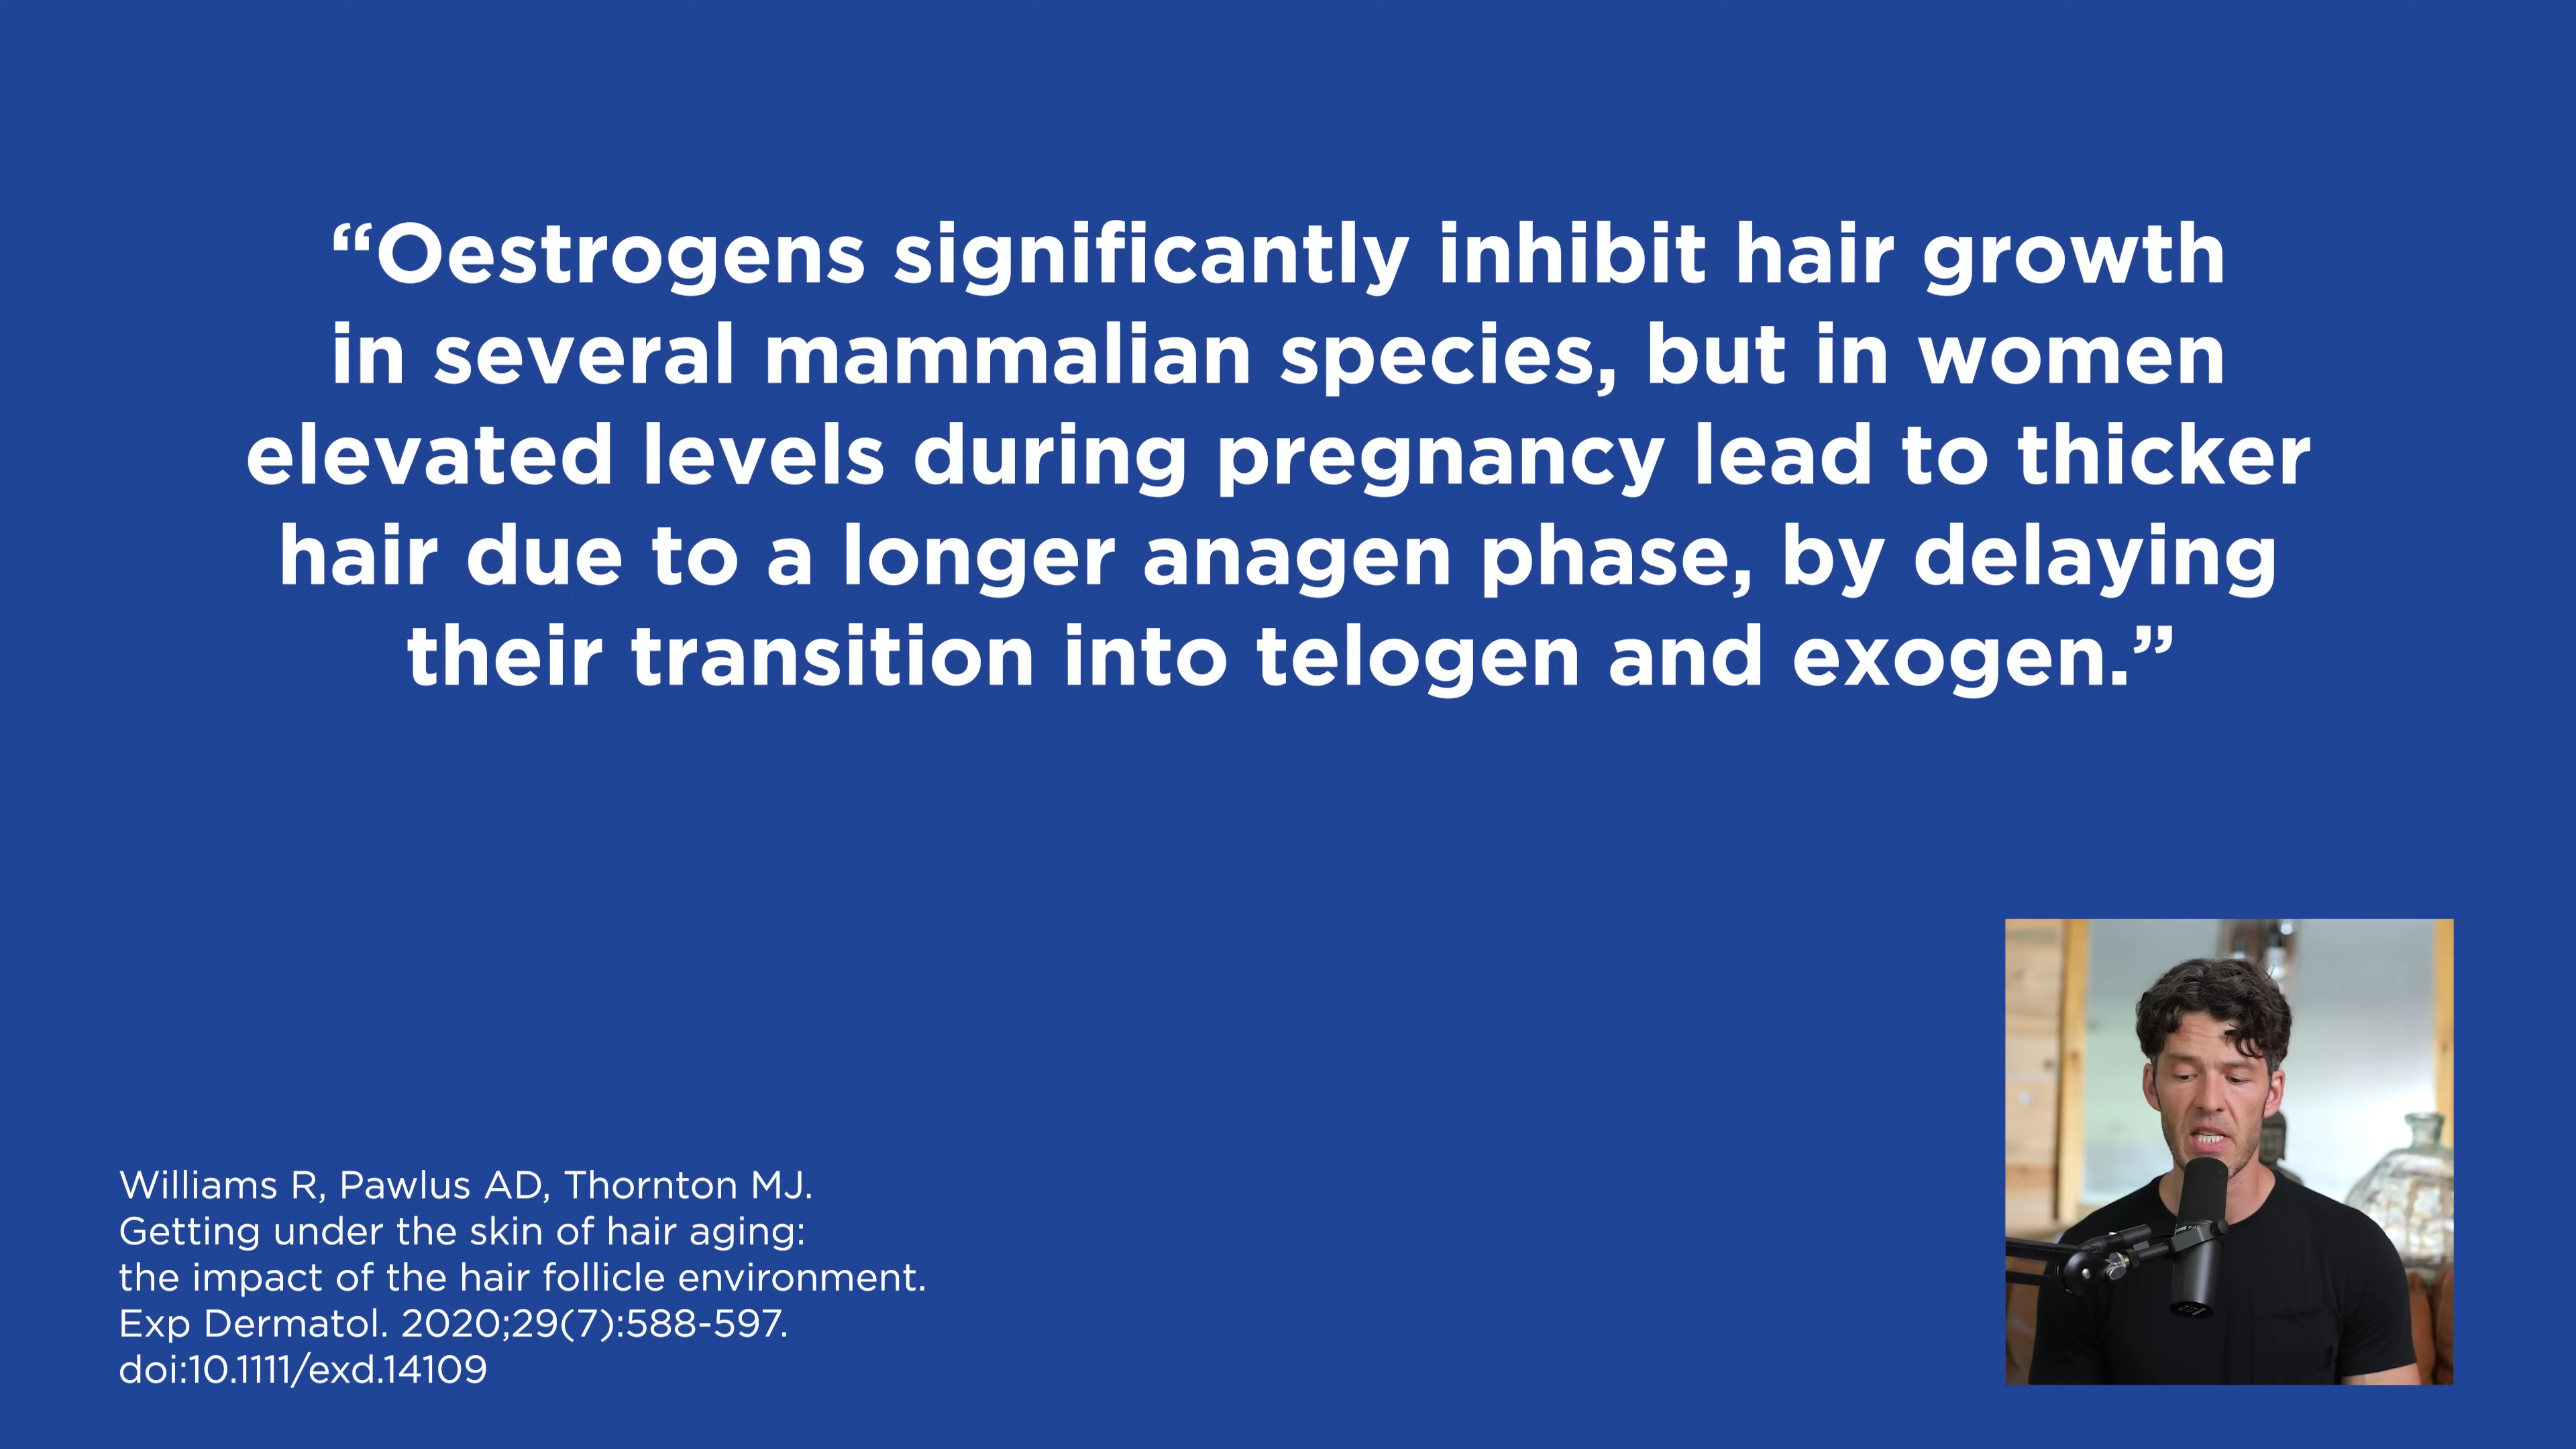 “Oestrogens significantly inhibit hair growth
in several mammalian species, but in women
elevated levels during pregnancy lead to thicker
hair due to a longer anagen phase, by delaying
their transition into telogen and exogen.”
Williams R, Pawlus AD, Thornton MJ.
Getting under the skin of hair aging:
the impact of the hair follicle environment.
Exp Dermatol. 2020;29(7):588-597.
doi:10.1111/exd.14109